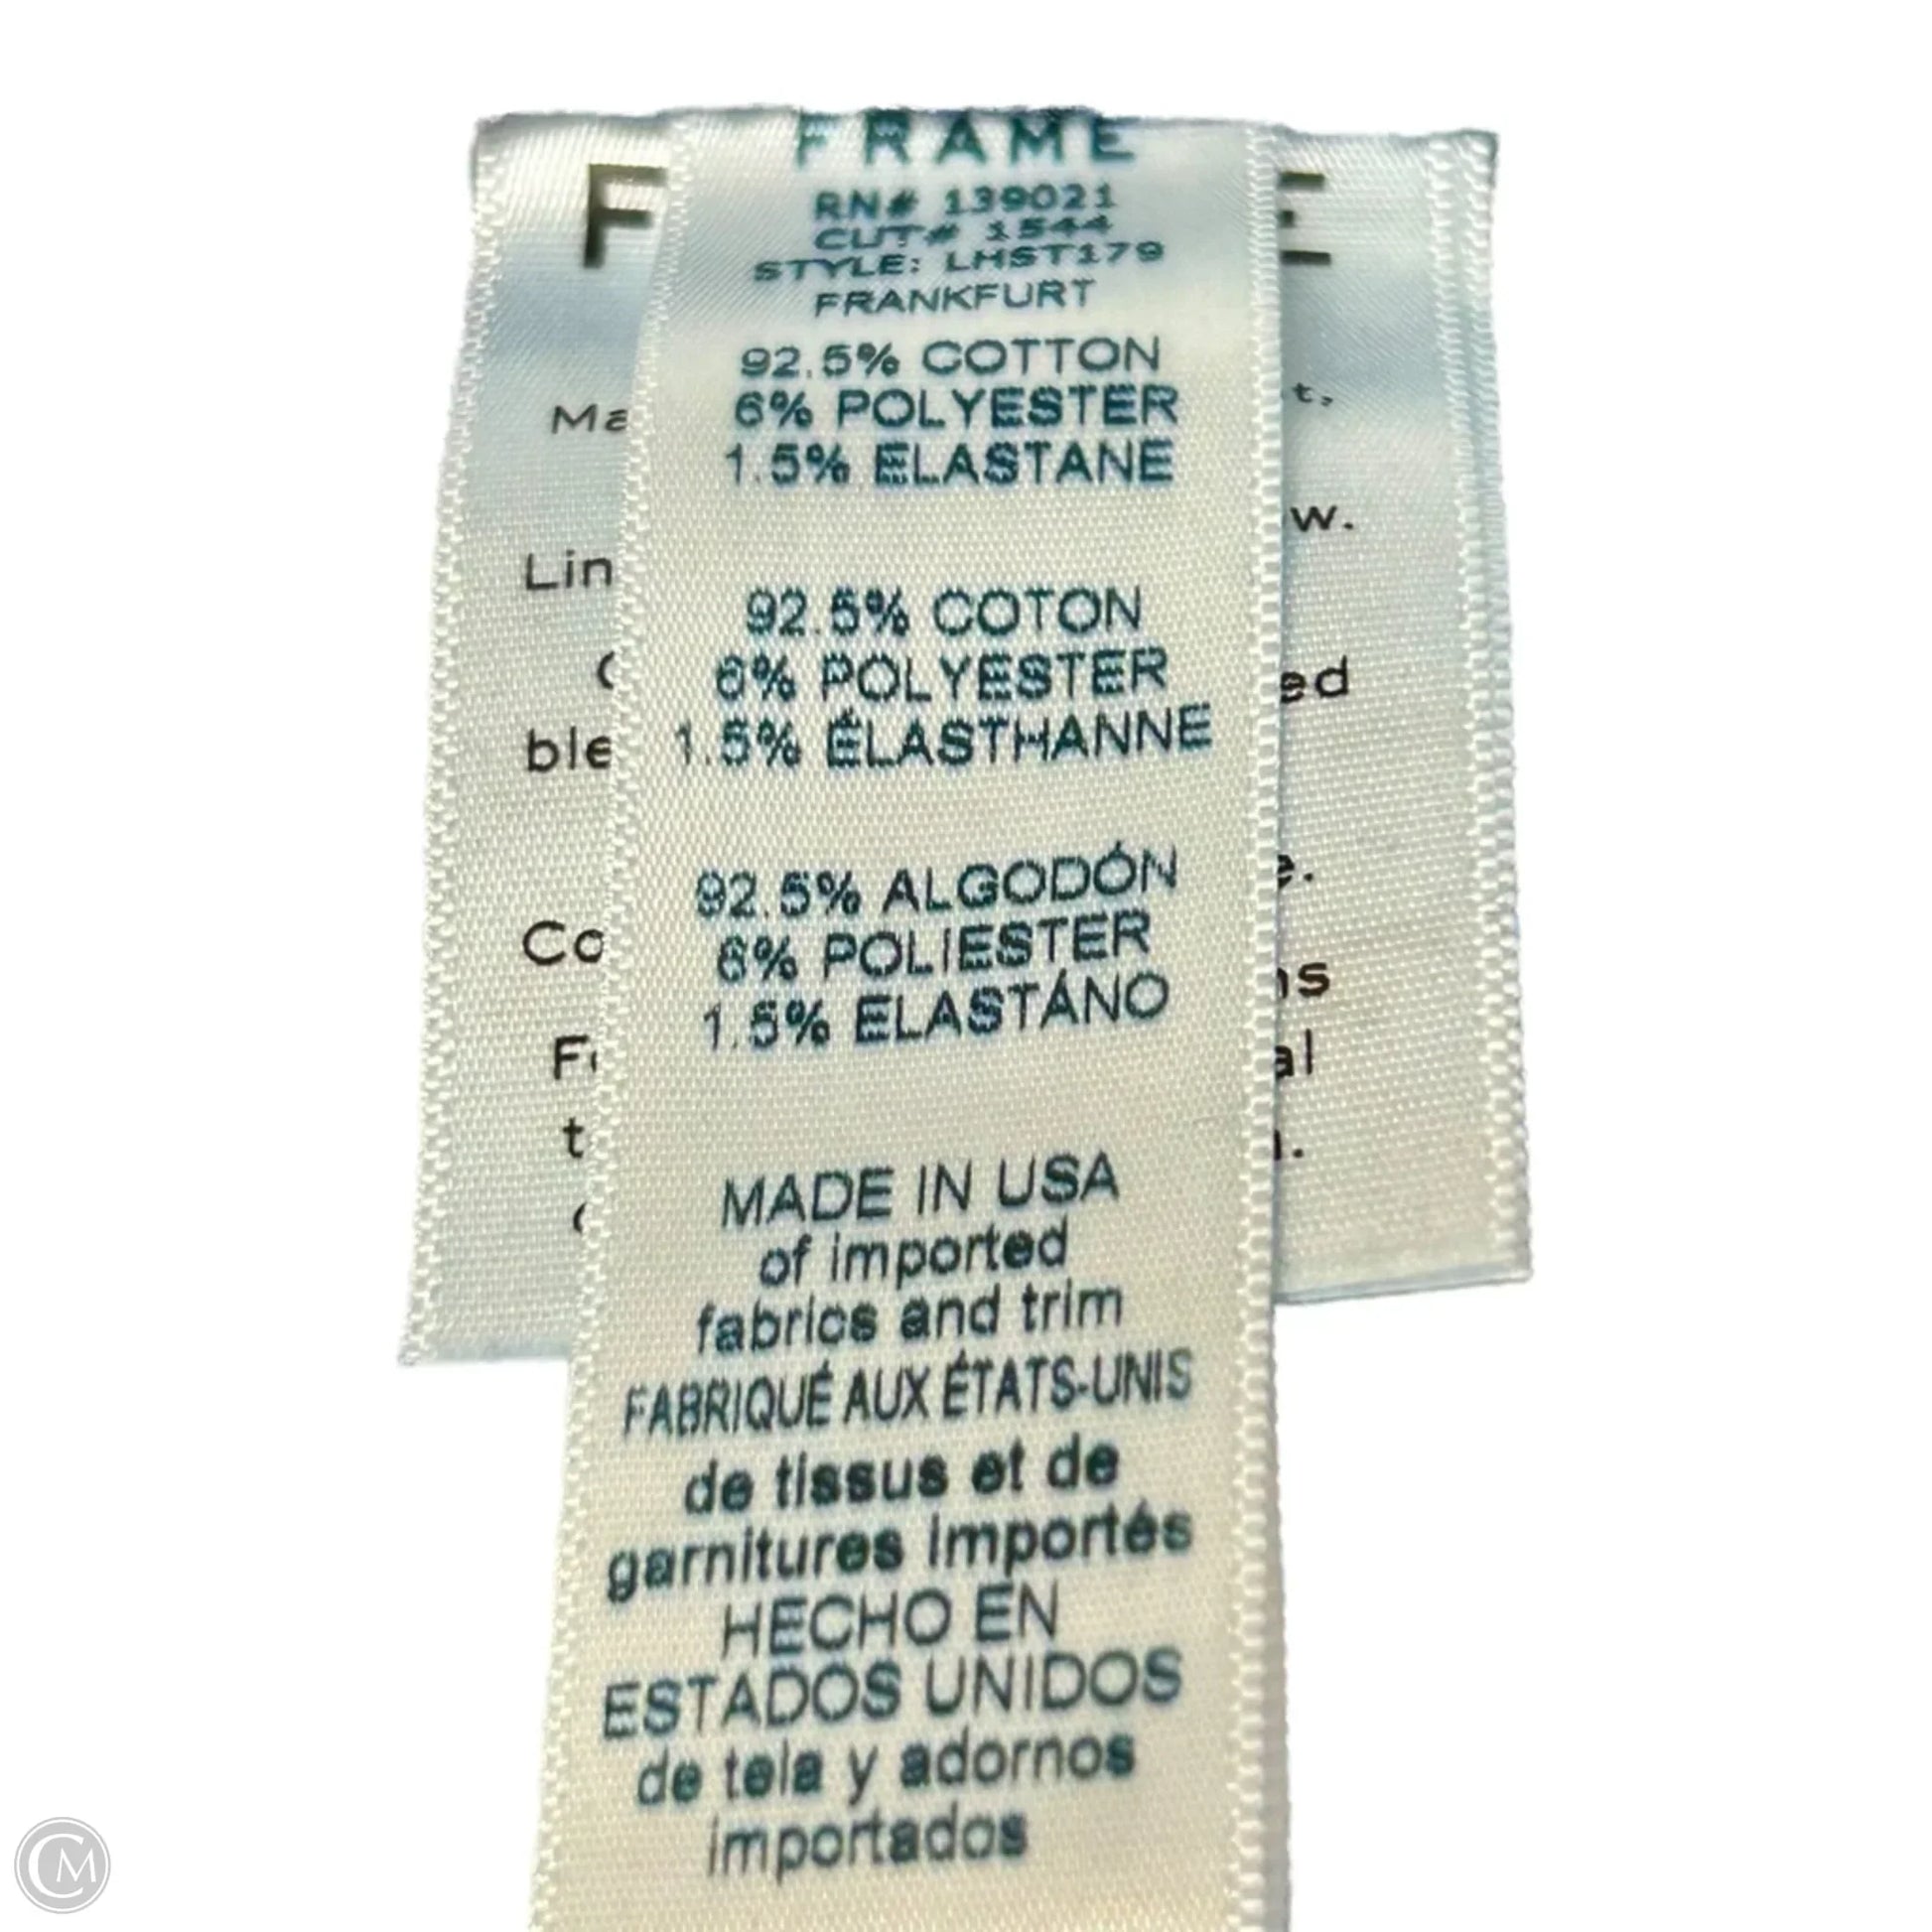 FRAME
RN# 139021
CUT# 1544
STYLE: LHST179
FRANKFURT
92.5% COTTON
6% POLYESTER
1.5% ELASTANE
92.5% COTON
6% POLYESTER
1.5% ÉLASTHANNE
92.5% ALGODÓN
6% POLIESTER
1.5% ELASTÁNO
MADE IN USA
of imported
fabrics and trim
FABRIQUÉ AUX ÉTATS-UNIS
de tissus et de
garnitures importés
HECHO EN
ESTADOS UNIDOS
de tela y adornos
importados
CM